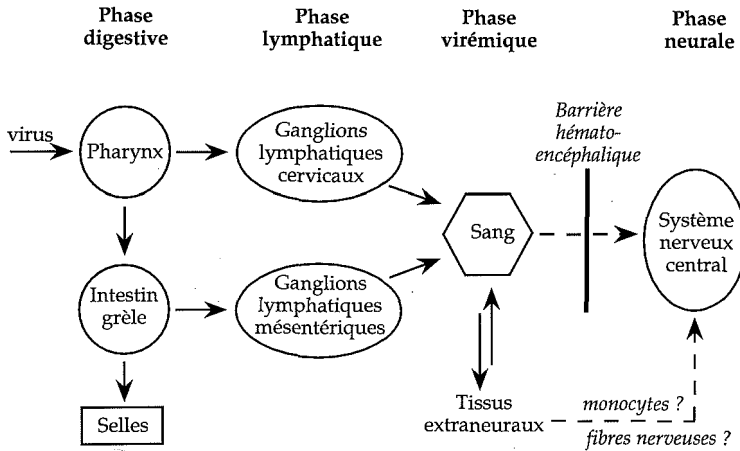 Phase
digestive
Phase
lymphatique
Phase
virémique
Phase
neurale
virus
Pharynx
Ganglions
lymphatiques
cervicaux
Barrière
hémato-
encéphalique
Sang
Système
nerveux
central
Intestin
grèle
Ganglions
lymphatiques
mésentériques
Selles
Tissus
extraneuraux
monocytes ?
fibres nerveuses ?